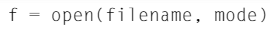 f = open(filename, mode)